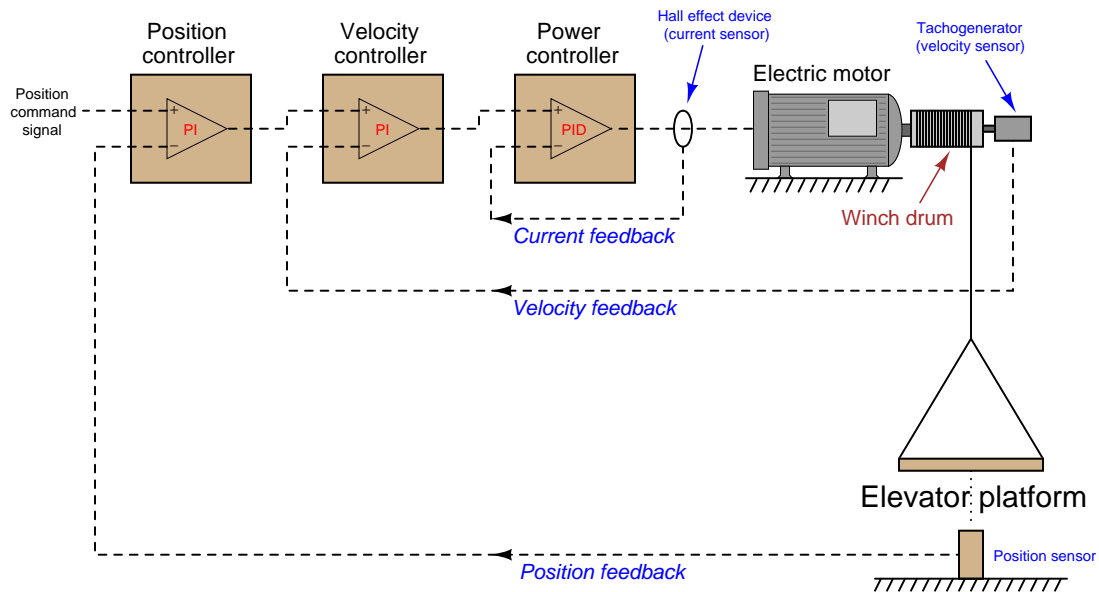 Hall effect device
(current sensor)
Tachogenerator
(velocity sensor)
Position
controller
Velocity
controller
Power
controller
Electric motor
Position
command
signal
+
PI
−
+
PI
−
+
PID
−
Winch drum
Current feedback
Velocity feedback
Elevator platform
Position sensor
Position feedback